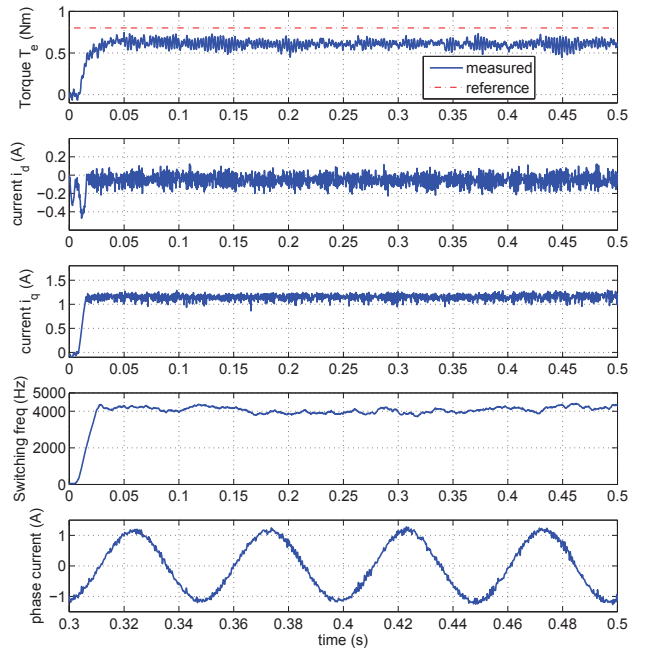 Torque T_e (Nm)
1
0.5
0
0 0.05 0.1 0.15 0.2 0.25 0.3 0.35 0.4 0.45 0.5
measured
reference
current i_d (A)
0.2
0
−0.2
−0.4
0 0.05 0.1 0.15 0.2 0.25 0.3 0.35 0.4 0.45 0.5
current i_q (A)
1.5
1
0.5
0
0 0.05 0.1 0.15 0.2 0.25 0.3 0.35 0.4 0.45 0.5
Switching freq (Hz)
5000
4000
2000
0
0 0.05 0.1 0.15 0.2 0.25 0.3 0.35 0.4 0.45 0.5
phase current (A)
1
0
−1
0.3 0.32 0.34 0.36 0.38 0.4 0.42 0.44 0.46 0.48 0.5
time (s)